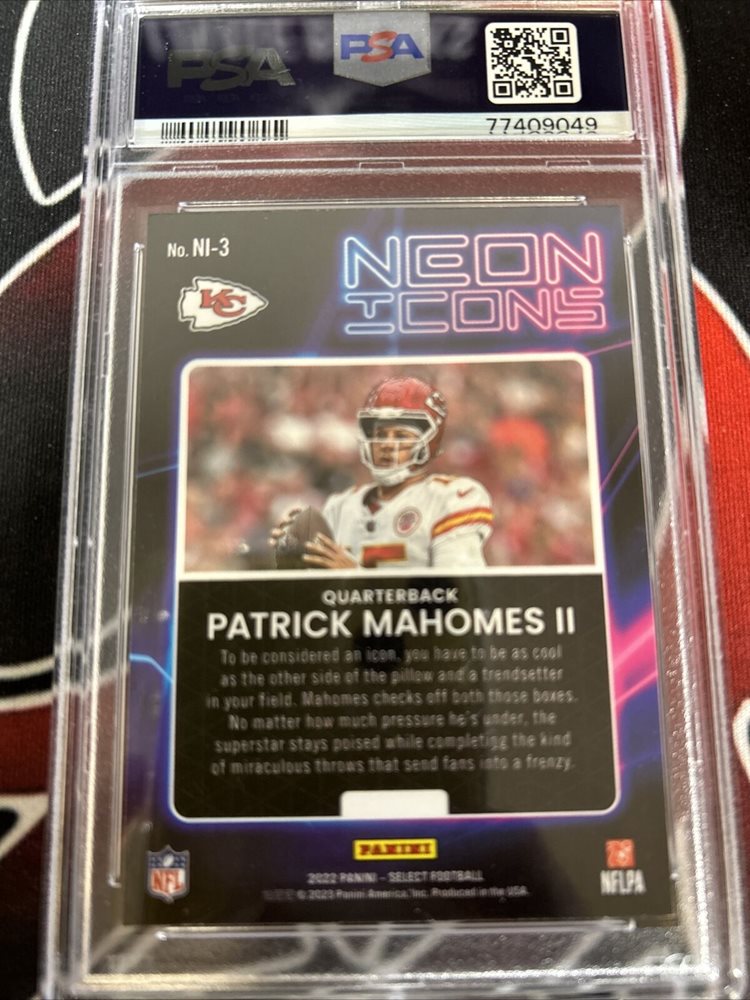 PSA
PSA
77409049
No. NI-3
NEON
ICONS
KC
QUARTERBACK
PATRICK MAHOMES II
To be considered an icon, you have to be as cool
as the other side of the pillow and a trendsetter
in your field. Mahomes checks off both those boxes.
No matter how much pressure he's under, the
superstar stays poised while completing the kind
of miraculous throws that send fans into a frenzy.
PANINI
2022 PANINI - SELECT FOOTBALL
© 2023 Panini America, Inc. Produced in the USA.
NFL
NFLPA